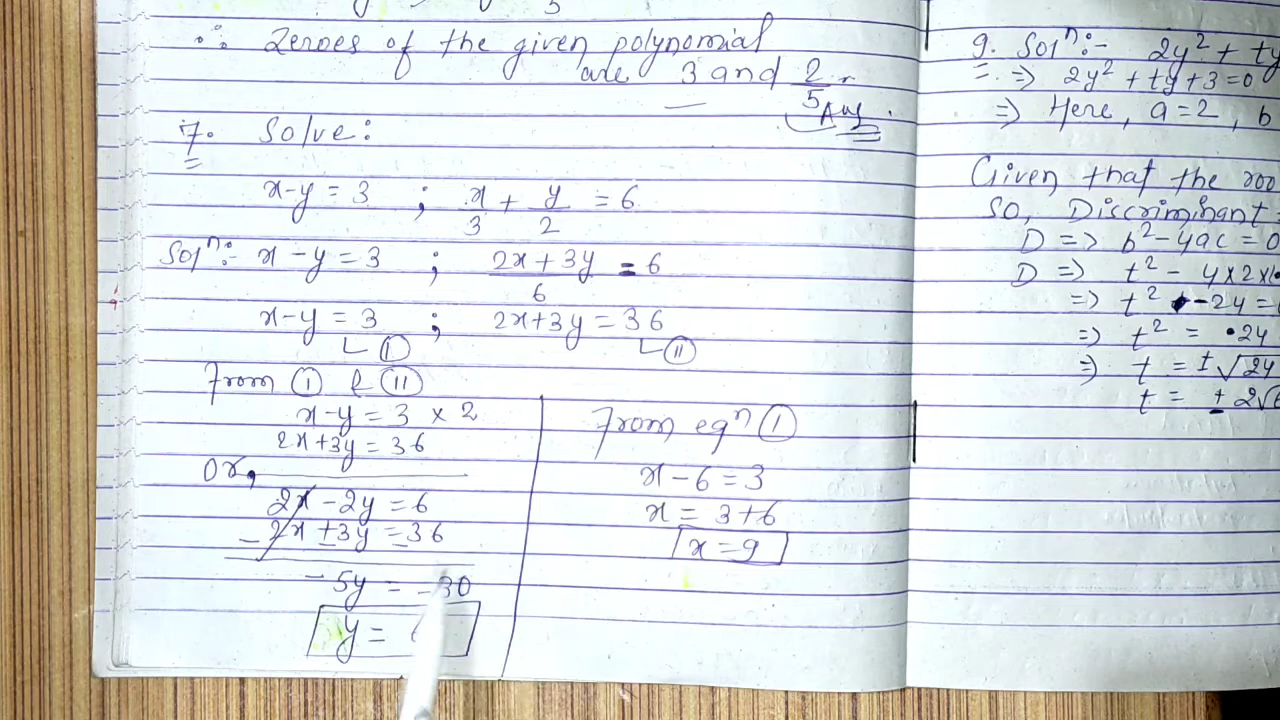 ∴ Zeroes of the given polynomial
are 3 and 2/5.
Ans.
7. Solve:
x-y = 3 ; x/3 + y/2 = 6
Solⁿ:- x - y = 3 ; (2x + 3y)/6 = 6
x-y = 3 ; 2x+3y = 36
(I) (II)
From (I) & (II)
x-y = 3 × 2
2x+3y = 36
Or,
2x - 2y = 6
- 2x ± 3y = - 36
- 5y = - 30
y =
From eqⁿ (I)
x - 6 = 3
x = 3+6
x = 9
9. Solⁿ:- 2y² + ty
⇒ 2y² + ty + 3 = 0
⇒ Here, a = 2 , b
Given that the roo
So, Discriminant
D ⇒ b² - 4ac = 0
D ⇒ t² - 4×2×
⇒ t² - 24 =
⇒ t² = 24
⇒ t = ± √24
t = ± 2√6